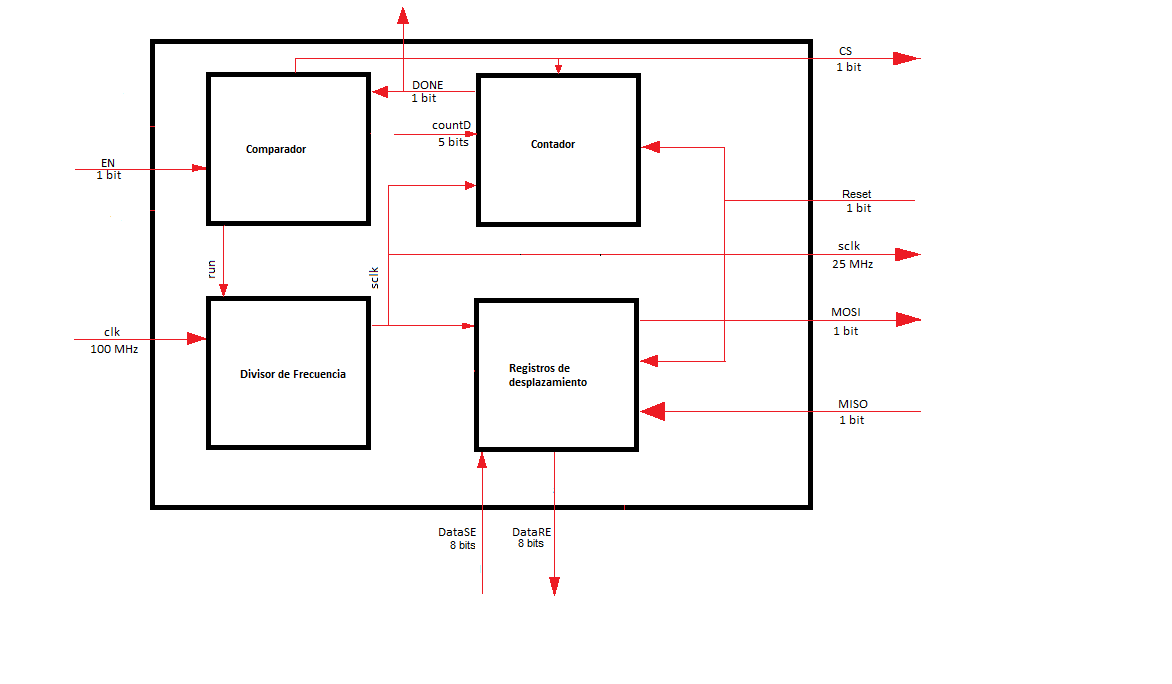 CS
1 bit
DONE
1 bit
countD
5 bits
Comparador
Contador
EN
1 bit
Reset
1 bit
sclk
25 MHz
run
sclk
MOSI
1 bit
clk
100 MHz
Divisor de Frecuencia
Registros de
desplazamiento
MISO
1 bit
DataSE
8 bits
DataRE
8 bits